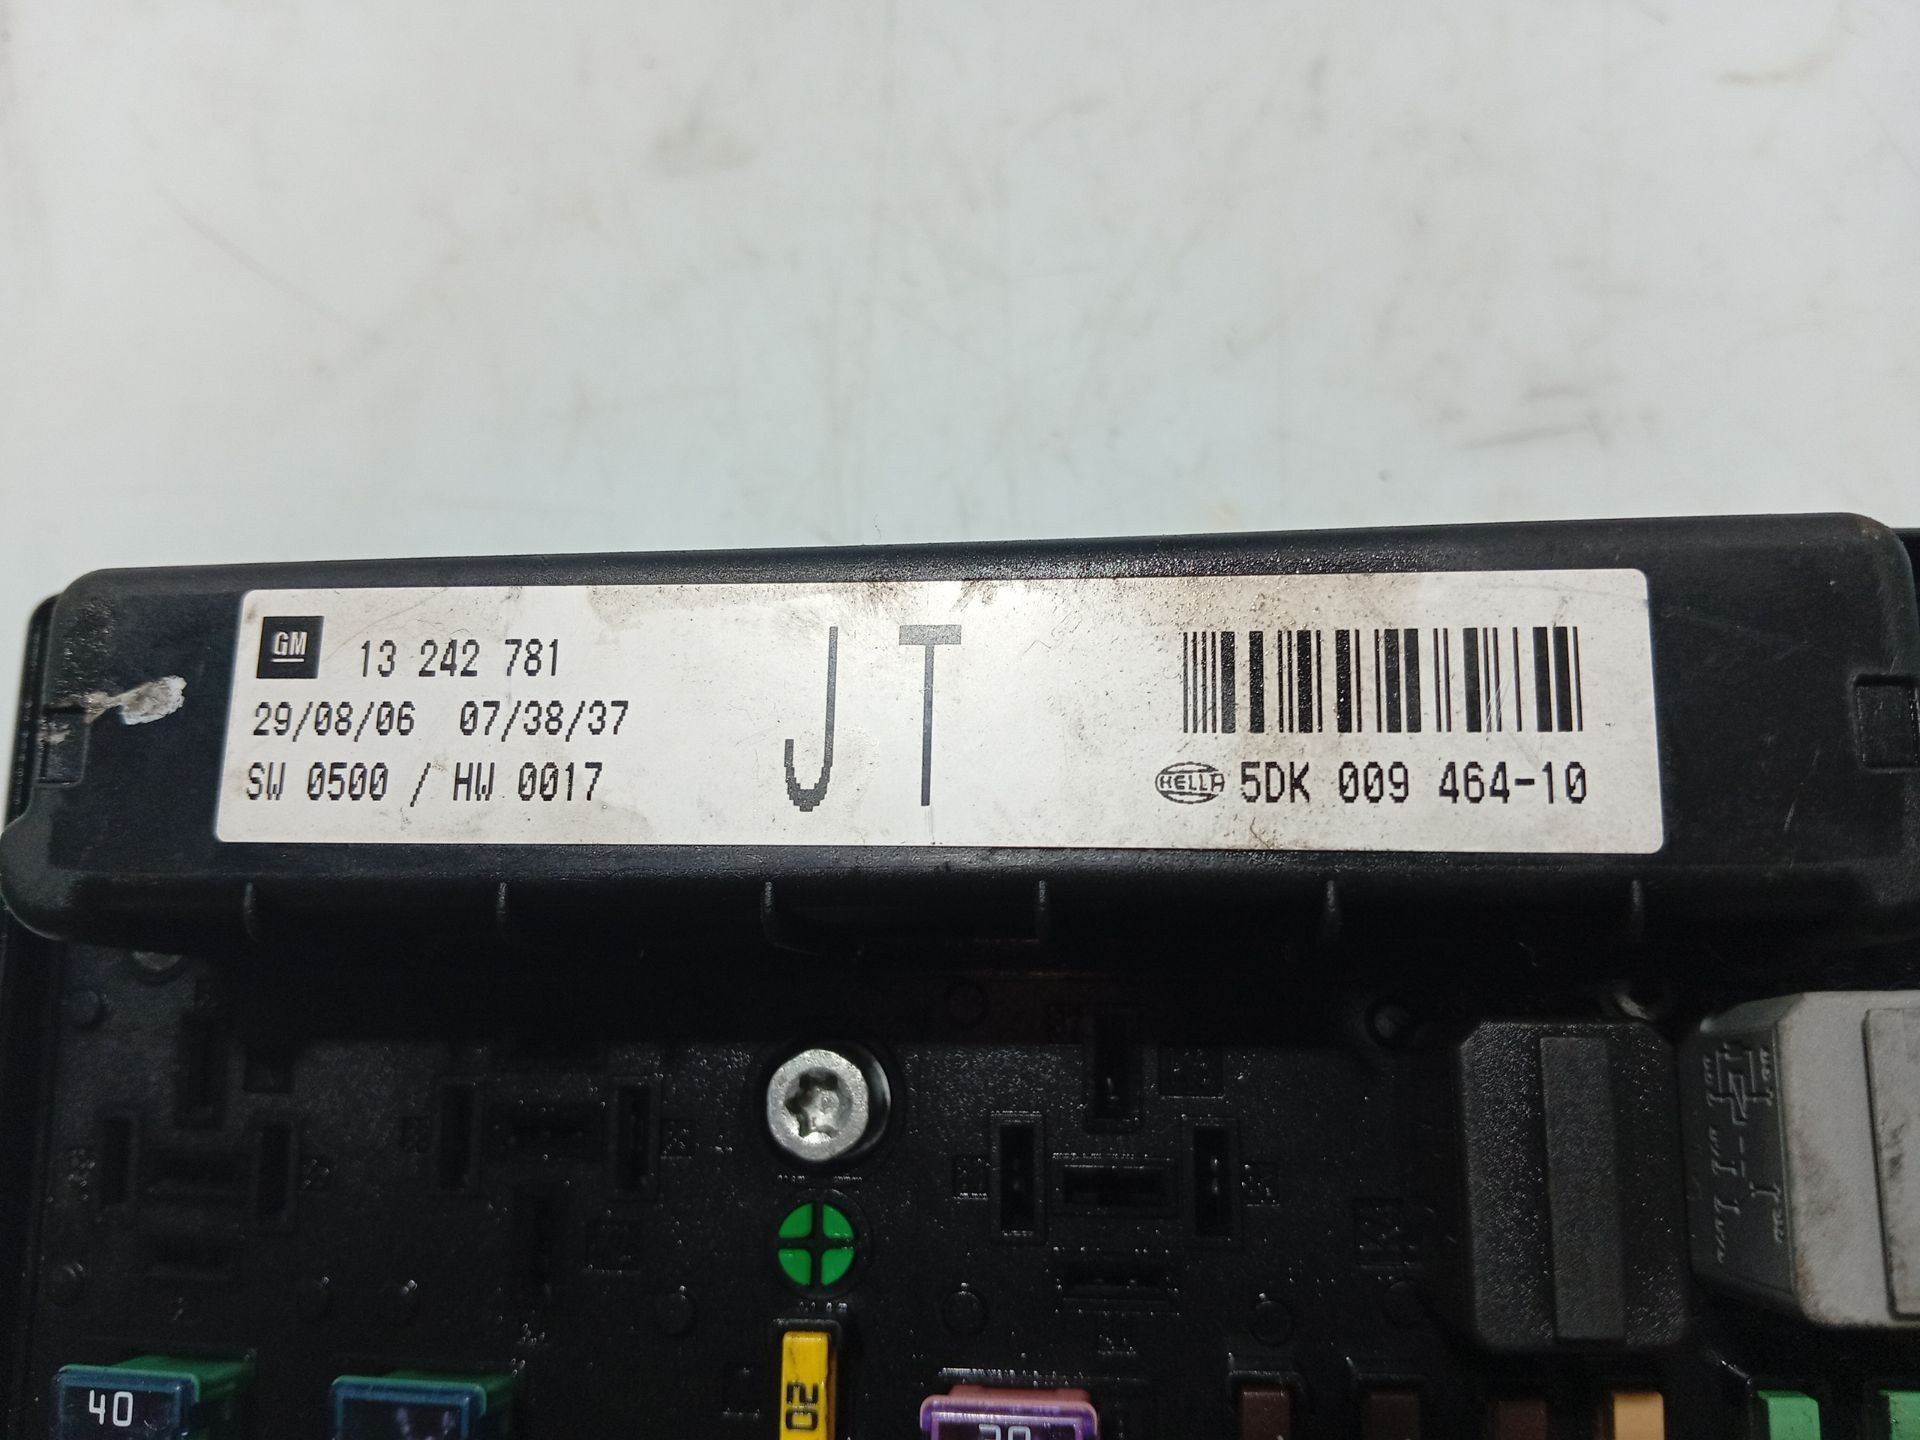 GM 13 242 781
29/08/06 07/38/37
SW 0500 / HW 0017
JT
HELLA 5DK 009 464-10
40
20
30